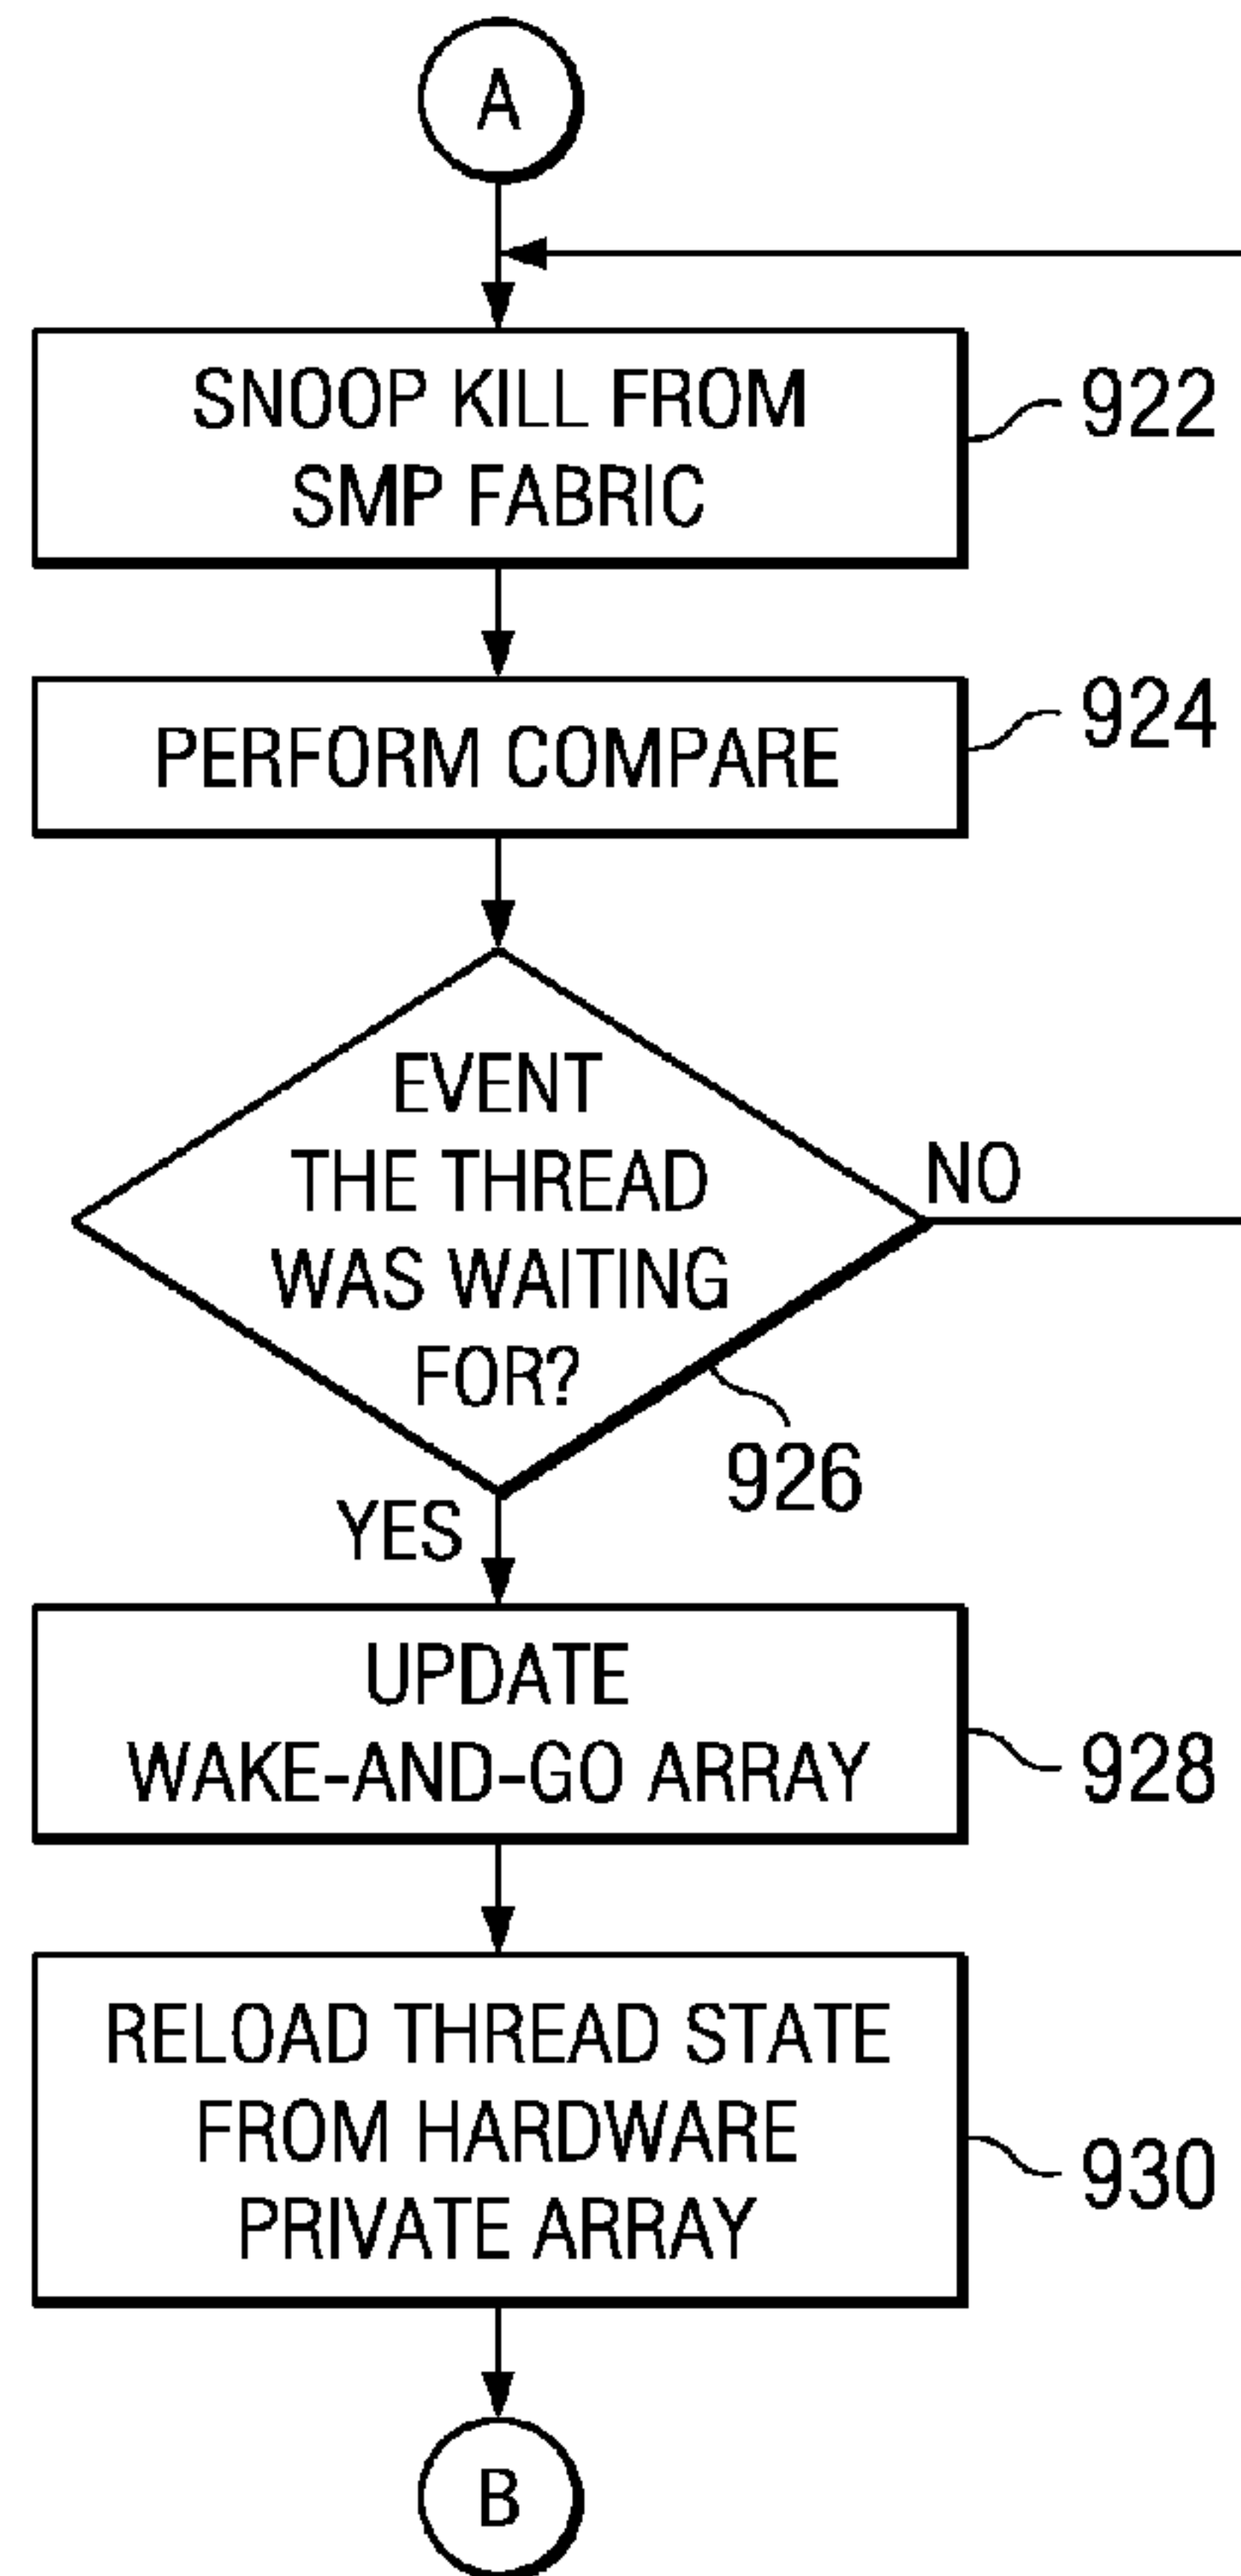 A
SNOOP KILL FROM
SMP FABRIC
922
PERFORM COMPARE
924
EVENT
THE THREAD
WAS WAITING
FOR?
NO
926
YES
UPDATE
WAKE-AND-GO ARRAY
928
RELOAD THREAD STATE
FROM HARDWARE
PRIVATE ARRAY
930
B